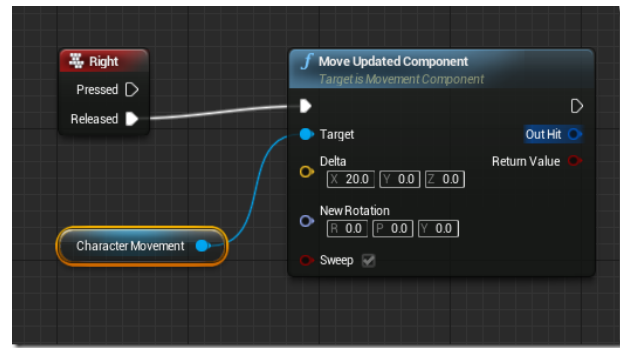 Right
Pressed
Released
Character Movement
f Move Updated Component
Target is Movement Component
Target
Out Hit
Delta
Return Value
X 20.0 Y 0.0 Z 0.0
New Rotation
R 0.0 P 0.0 Y 0.0
Sweep